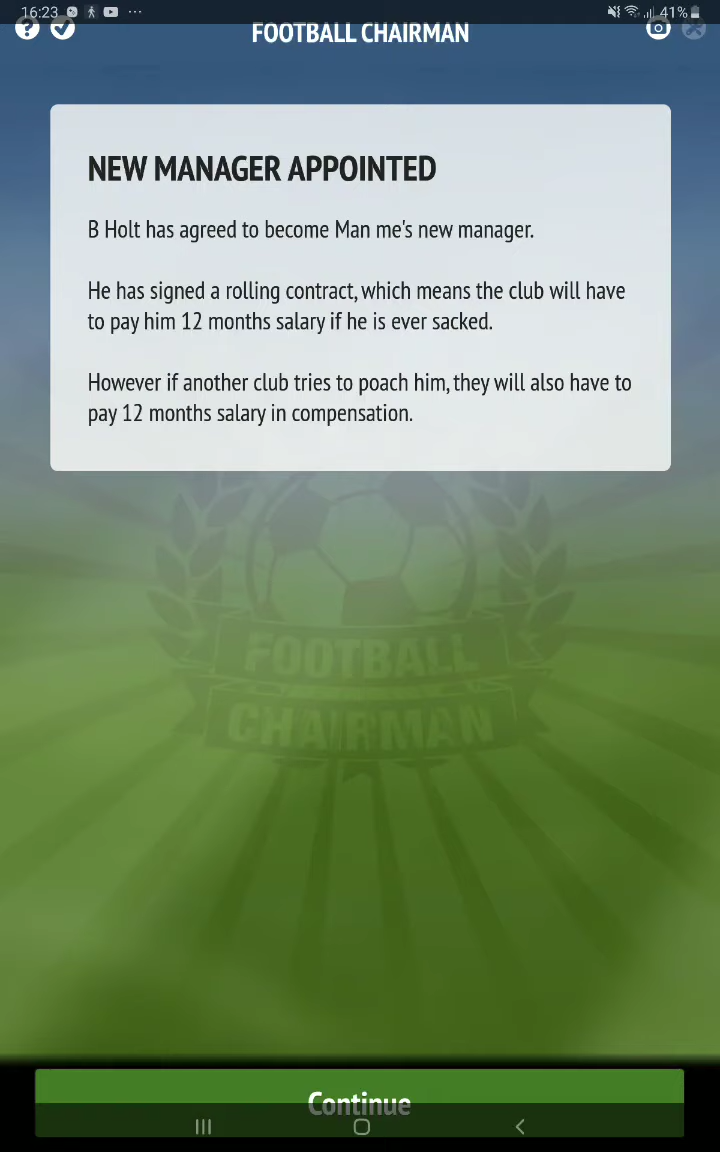 16:23 41%
FOOTBALL CHAIRMAN
NEW MANAGER APPOINTED
B Holt has agreed to become Man me's new manager.
He has signed a rolling contract, which means the club will have
to pay him 12 months salary if he is ever sacked.
However if another club tries to poach him, they will also have to
pay 12 months salary in compensation.
FOOTBALL
CHAIRMAN
Continue